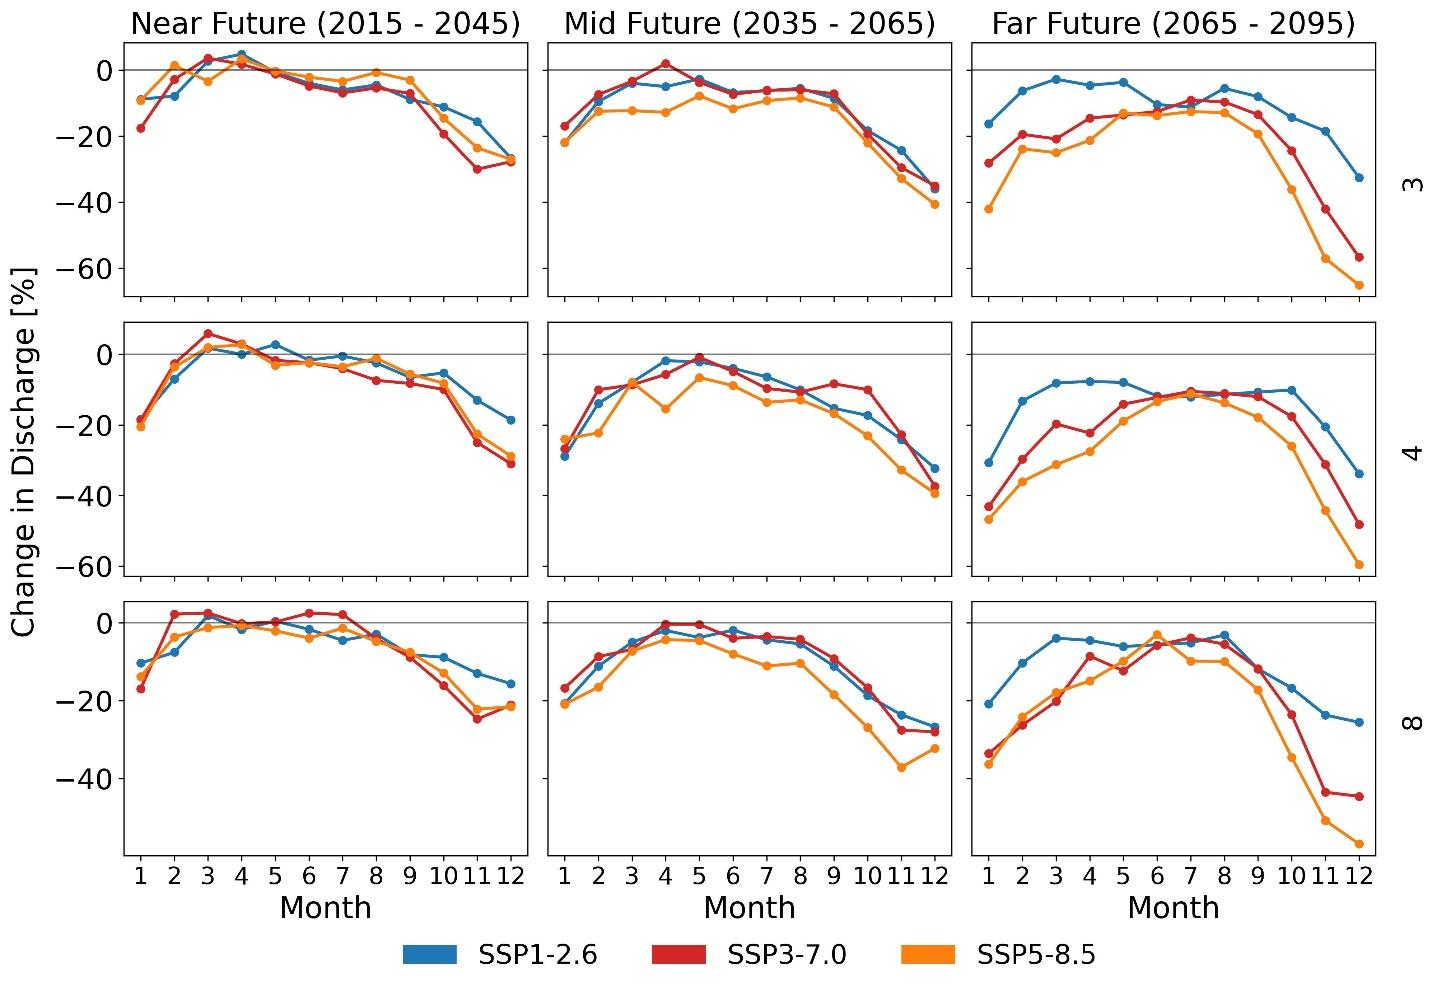 Near Future (2015 - 2045) Mid Future (2035 - 2065) Far Future (2065 - 2095)
Change in Discharge [%]
0
−20
−40
−60
3
0
−20
−40
−60
4
0
−20
−40
8
1 2 3 4 5 6 7 8 9 10 11 12 1 2 3 4 5 6 7 8 9 10 11 12 1 2 3 4 5 6 7 8 9 10 11 12
Month Month Month
SSP1-2.6 SSP3-7.0 SSP5-8.5